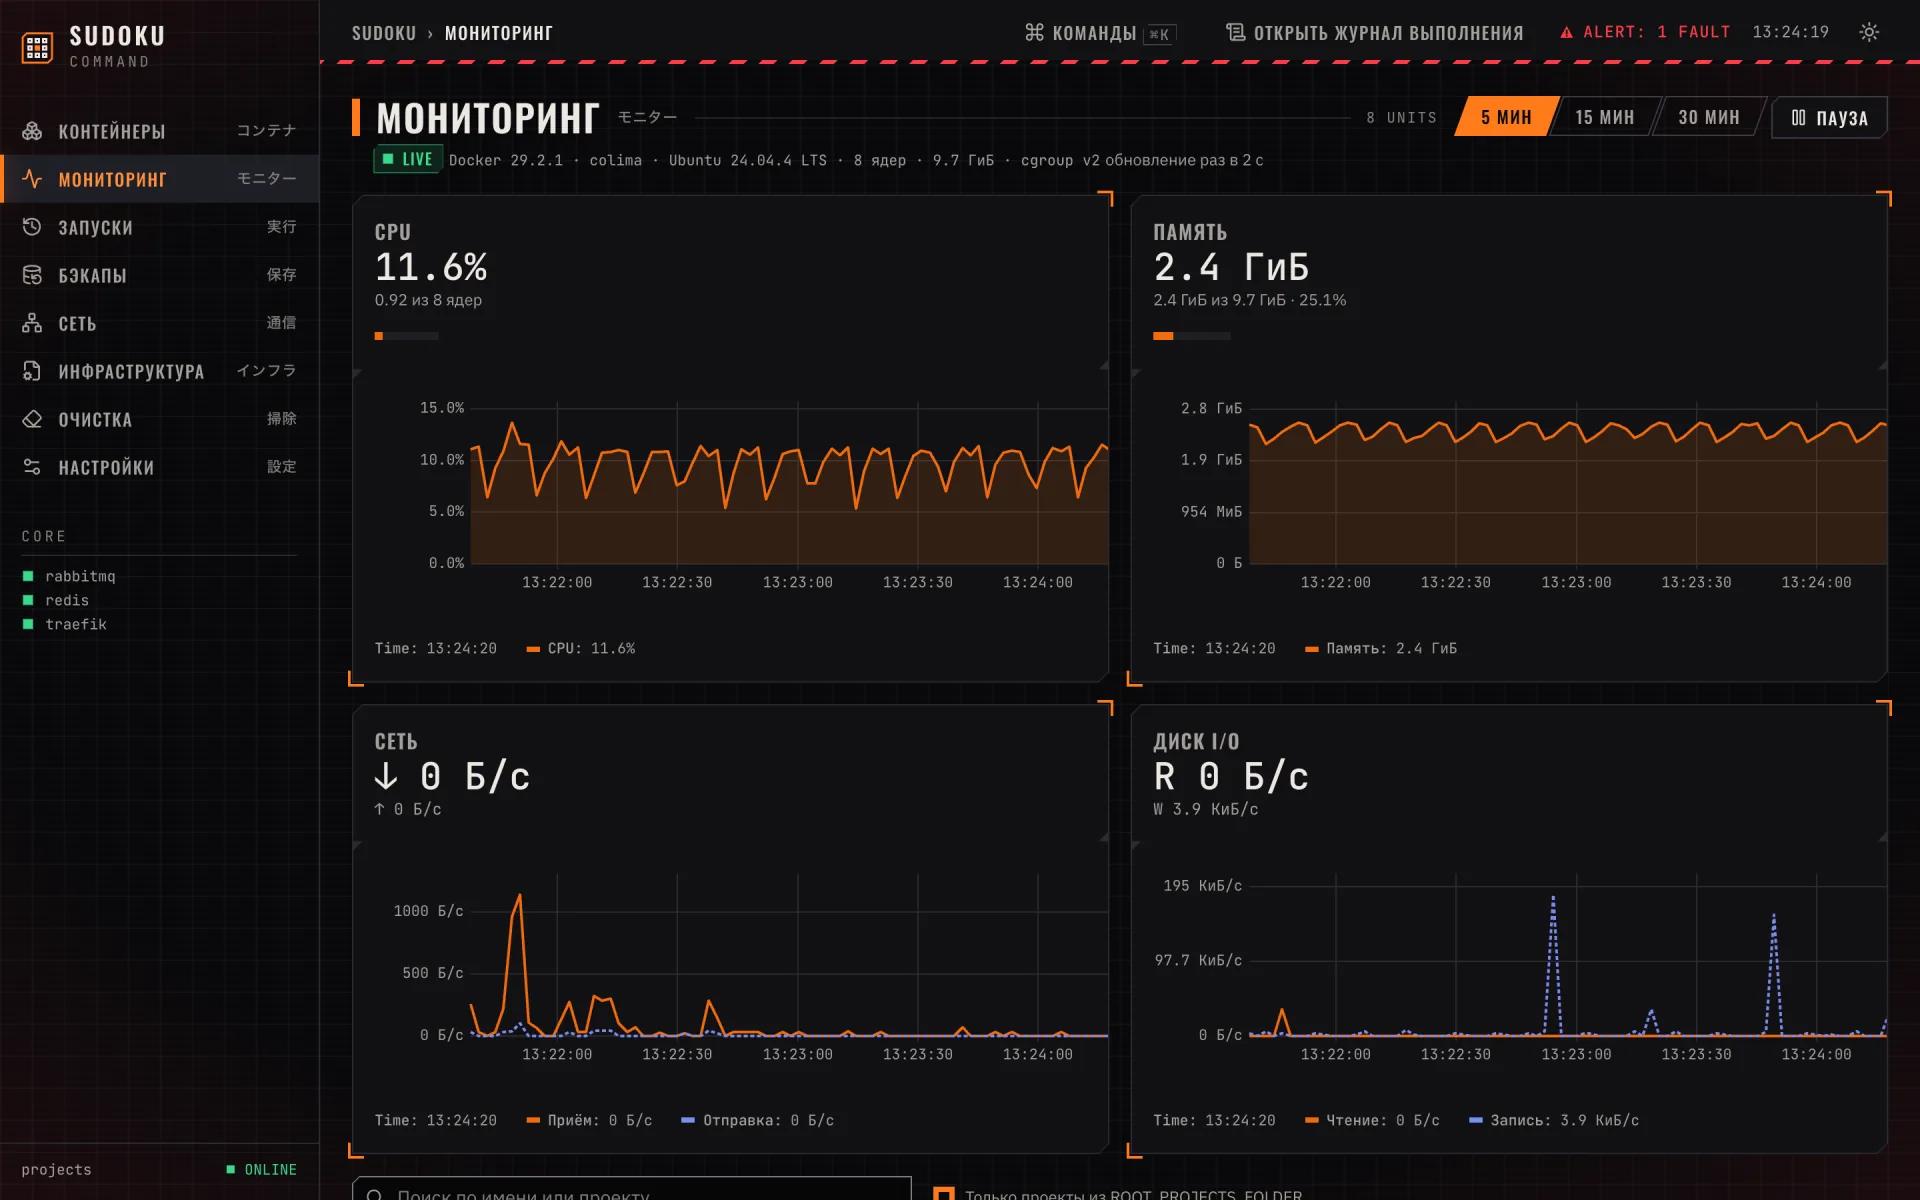 SUDOKU
COMMAND
SUDOKU › МОНИТОРИНГ
КОМАНДЫ ⌘K
ОТКРЫТЬ ЖУРНАЛ ВЫПОЛНЕНИЯ
ALERT: 1 FAULT
13:24:19
КОНТЕЙНЕРЫ コンテナ
МОНИТОРИНГ モニター
ЗАПУСКИ 実行
БЭКАПЫ 保存
СЕТЬ 通信
ИНФРАСТРУКТУРА インフラ
ОЧИСТКА 掃除
НАСТРОЙКИ 設定
CORE
rabbitmq
redis
traefik
projects ONLINE
МОНИТОРИНГ モニター
8 UNITS
5 МИН 15 МИН 30 МИН
ПАУЗА
LIVE Docker 29.2.1 · colima · Ubuntu 24.04.4 LTS · 8 ядер · 9.7 ГиБ · cgroup v2 обновление раз в 2 с
CPU
11.6%
0.92 из 8 ядер
15.0%
10.0%
5.0%
0.0%
13:22:00 13:22:30 13:23:00 13:23:30 13:24:00
Time: 13:24:20 CPU: 11.6%
ПАМЯТЬ
2.4 ГиБ
2.4 ГиБ из 9.7 ГиБ · 25.1%
2.8 ГиБ
1.9 ГиБ
954 МиБ
0 Б
13:22:00 13:22:30 13:23:00 13:23:30 13:24:00
Time: 13:24:20 Память: 2.4 ГиБ
СЕТЬ
↓ 0 Б/с
↑ 0 Б/с
1000 Б/с
500 Б/с
0 Б/с
13:22:00 13:22:30 13:23:00 13:23:30 13:24:00
Time: 13:24:20 Приём: 0 Б/с Отправка: 0 Б/с
ДИСК I/O
R 0 Б/с
W 3.9 КиБ/с
195 КиБ/с
97.7 КиБ/с
0 Б/с
13:22:00 13:22:30 13:23:00 13:23:30 13:24:00
Time: 13:24:20 Чтение: 0 Б/с Запись: 3.9 КиБ/с
Поиск по имени или проекту
Только проекты из ROOT_PROJECTS_FOLDER